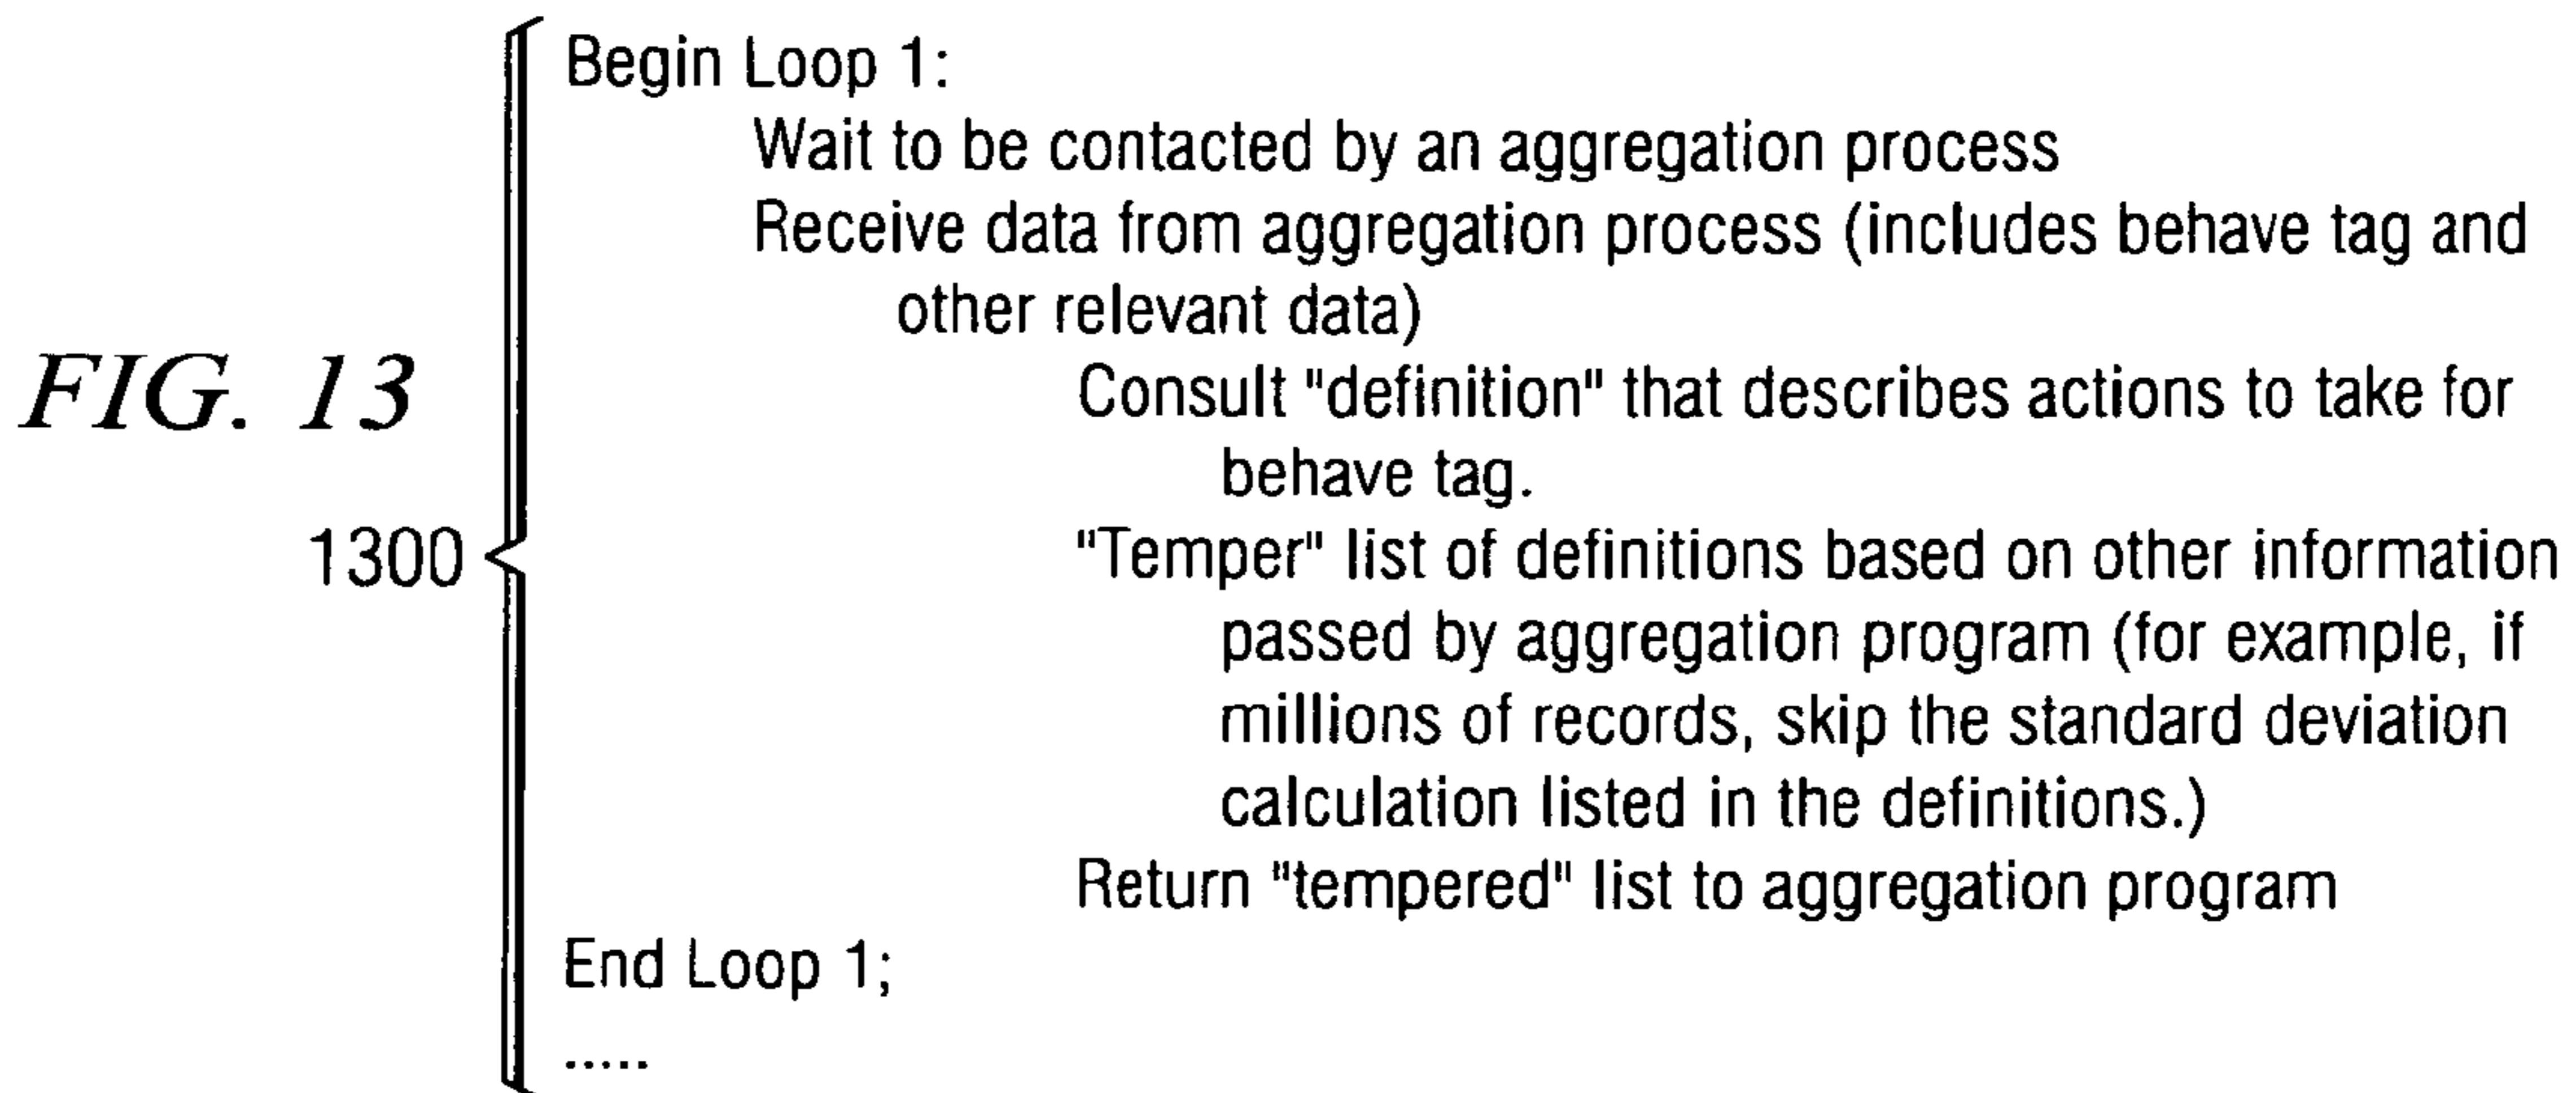 Begin Loop 1:
Wait to be contacted by an aggregation process
Receive data from aggregation process (includes behave tag and
other relevant data)
FIG. 13
Consult "definition" that describes actions to take for
behave tag.
1300
"Temper" list of definitions based on other information
passed by aggregation program (for example, if
millions of records, skip the standard deviation
calculation listed in the definitions.)
Return "tempered" list to aggregation program
End Loop 1;
.....